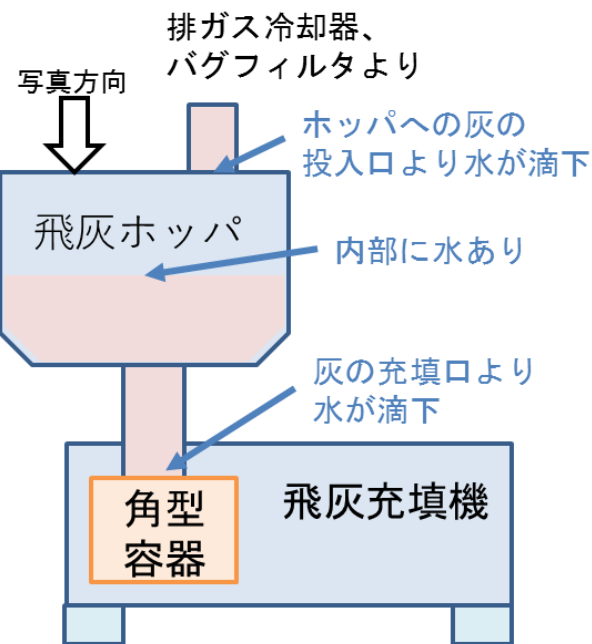 排ガス冷却器、
バグフィルタより
写真方向
ホッパへの灰の
投入口より水が滴下
飛灰ホッパ
内部に水あり
灰の充填口より
水が滴下
角型
容器
飛灰充填機